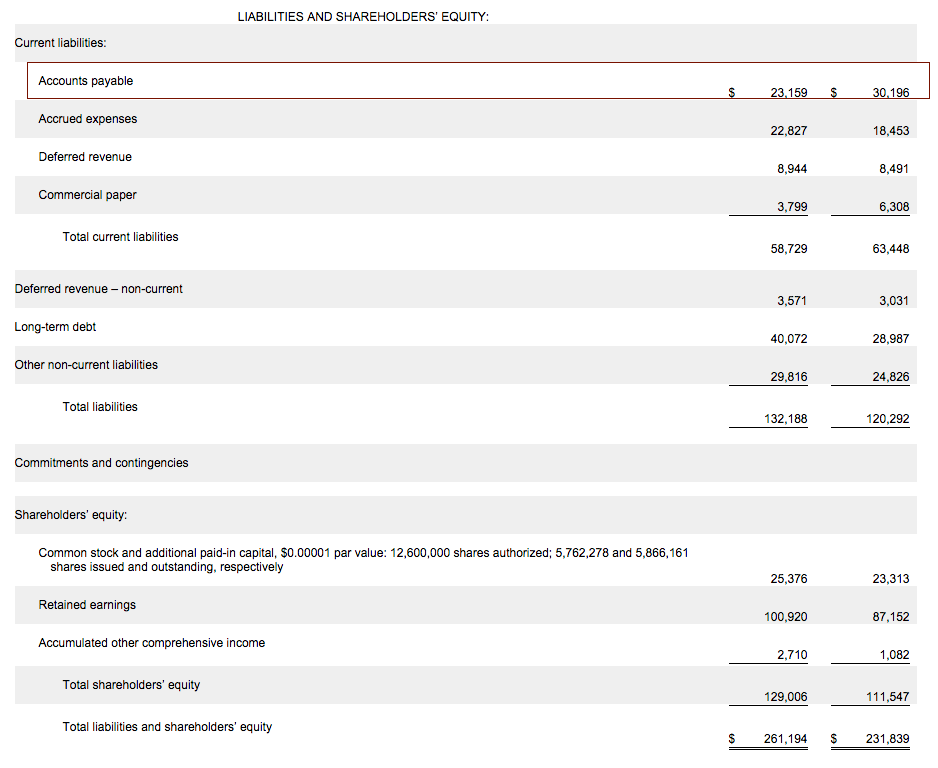 LIABILITIES AND SHAREHOLDERS' EQUITY:
Current liabilities:
Accounts payable $ 23,159 $ 30,196
Accrued expenses 22,827 18,453
Deferred revenue 8,944 8,491
Commercial paper 3,799 6,308
Total current liabilities 58,729 63,448
Deferred revenue – non-current 3,571 3,031
Long-term debt 40,072 28,987
Other non-current liabilities 29,816 24,826
Total liabilities 132,188 120,292
Commitments and contingencies
Shareholders' equity:
Common stock and additional paid-in capital, $0.00001 par value: 12,600,000 shares authorized; 5,762,278 and 5,866,161
shares issued and outstanding, respectively 25,376 23,313
Retained earnings 100,920 87,152
Accumulated other comprehensive income 2,710 1,082
Total shareholders' equity 129,006 111,547
Total liabilities and shareholders' equity $ 261,194 $ 231,839